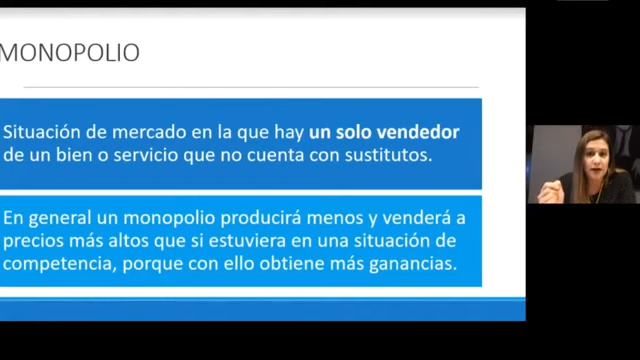 MONOPOLIO
Situación de mercado en la que hay un solo vendedor
de un bien o servicio que no cuenta con sustitutos.
En general un monopolio producirá menos y venderá a
precios más altos que si estuviera en una situación de
competencia, porque con ello obtiene más ganancias.